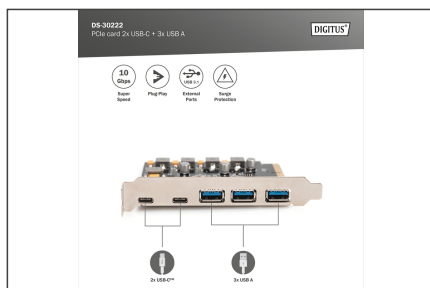 DS-30222
PCIe card 2x USB-C + 3x USB A
DIGITUS®
10
Gbps
USB 3.1
Super-
Speed
Plug-Play
External
Ports
Surge
Protection
2x USB-C™
3x USB A